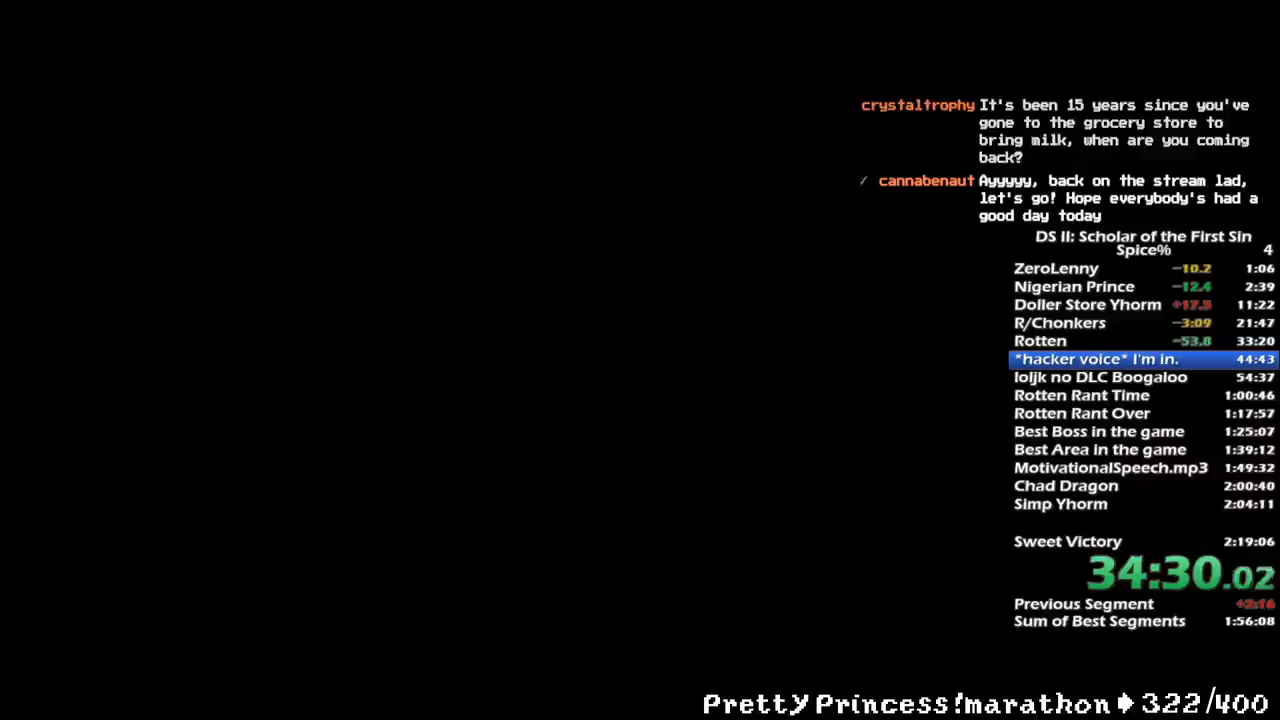 crystaltrophy It's been 15 years since you've
gone to the grocery store to
bring milk, when are you coming
back?
✓ cannabenaut Ayyyyy, back on the stream lad,
let's go! Hope everybody's had a
good day today
DS II: Scholar of the First Sin
Spice% 4
ZeroLenny -10.2 1:06
Nigerian Prince -12.4 2:39
Doller Store Yhorm +17.5 11:22
R/Chonkers -3:09 21:47
Rotten -53.8 33:20
*hacker voice* I'm in. 44:43
loljk no DLC Boogaloo 54:37
Rotten Rant Time 1:00:46
Rotten Rant Over 1:17:57
Best Boss in the game 1:25:07
Best Area in the game 1:39:12
MotivationalSpeech.mp3 1:49:32
Chad Dragon 2:00:40
Simp Yhorm 2:04:11
Sweet Victory 2:19:06
34:30.02
Previous Segment +2:16
Sum of Best Segments 1:56:08
Pretty Princess !marathon → 322/400